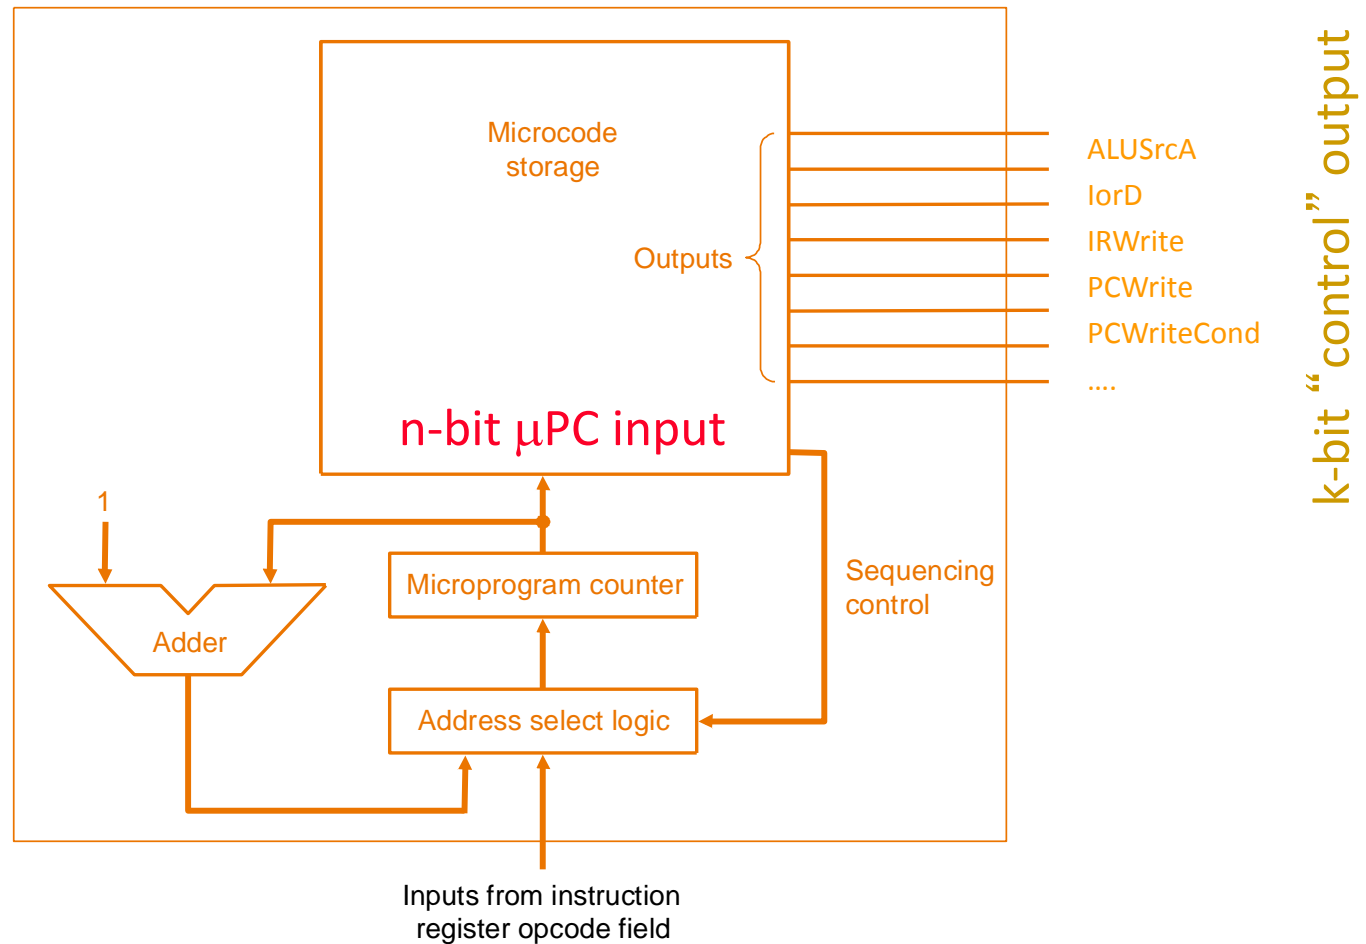 Microcode
storage
Outputs
ALUSrcA
IorD
IRWrite
PCWrite
PCWriteCond
....
k-bit “control” output
n-bit μPC input
1
Microprogram counter
Sequencing
control
Adder
Address select logic
Inputs from instruction
register opcode field